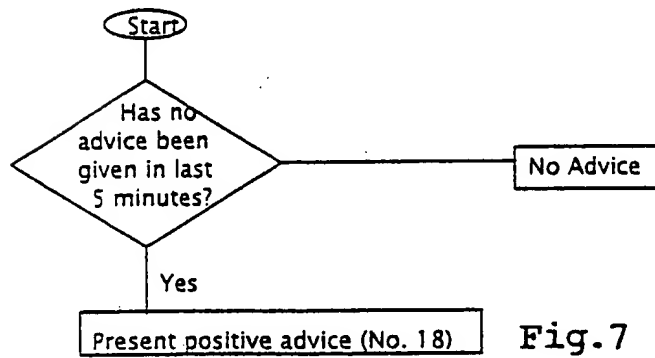 Start
Has no
advice been
given in last
5 minutes?
No Advice
Yes
Present positive advice (No. 18)
Fig.7